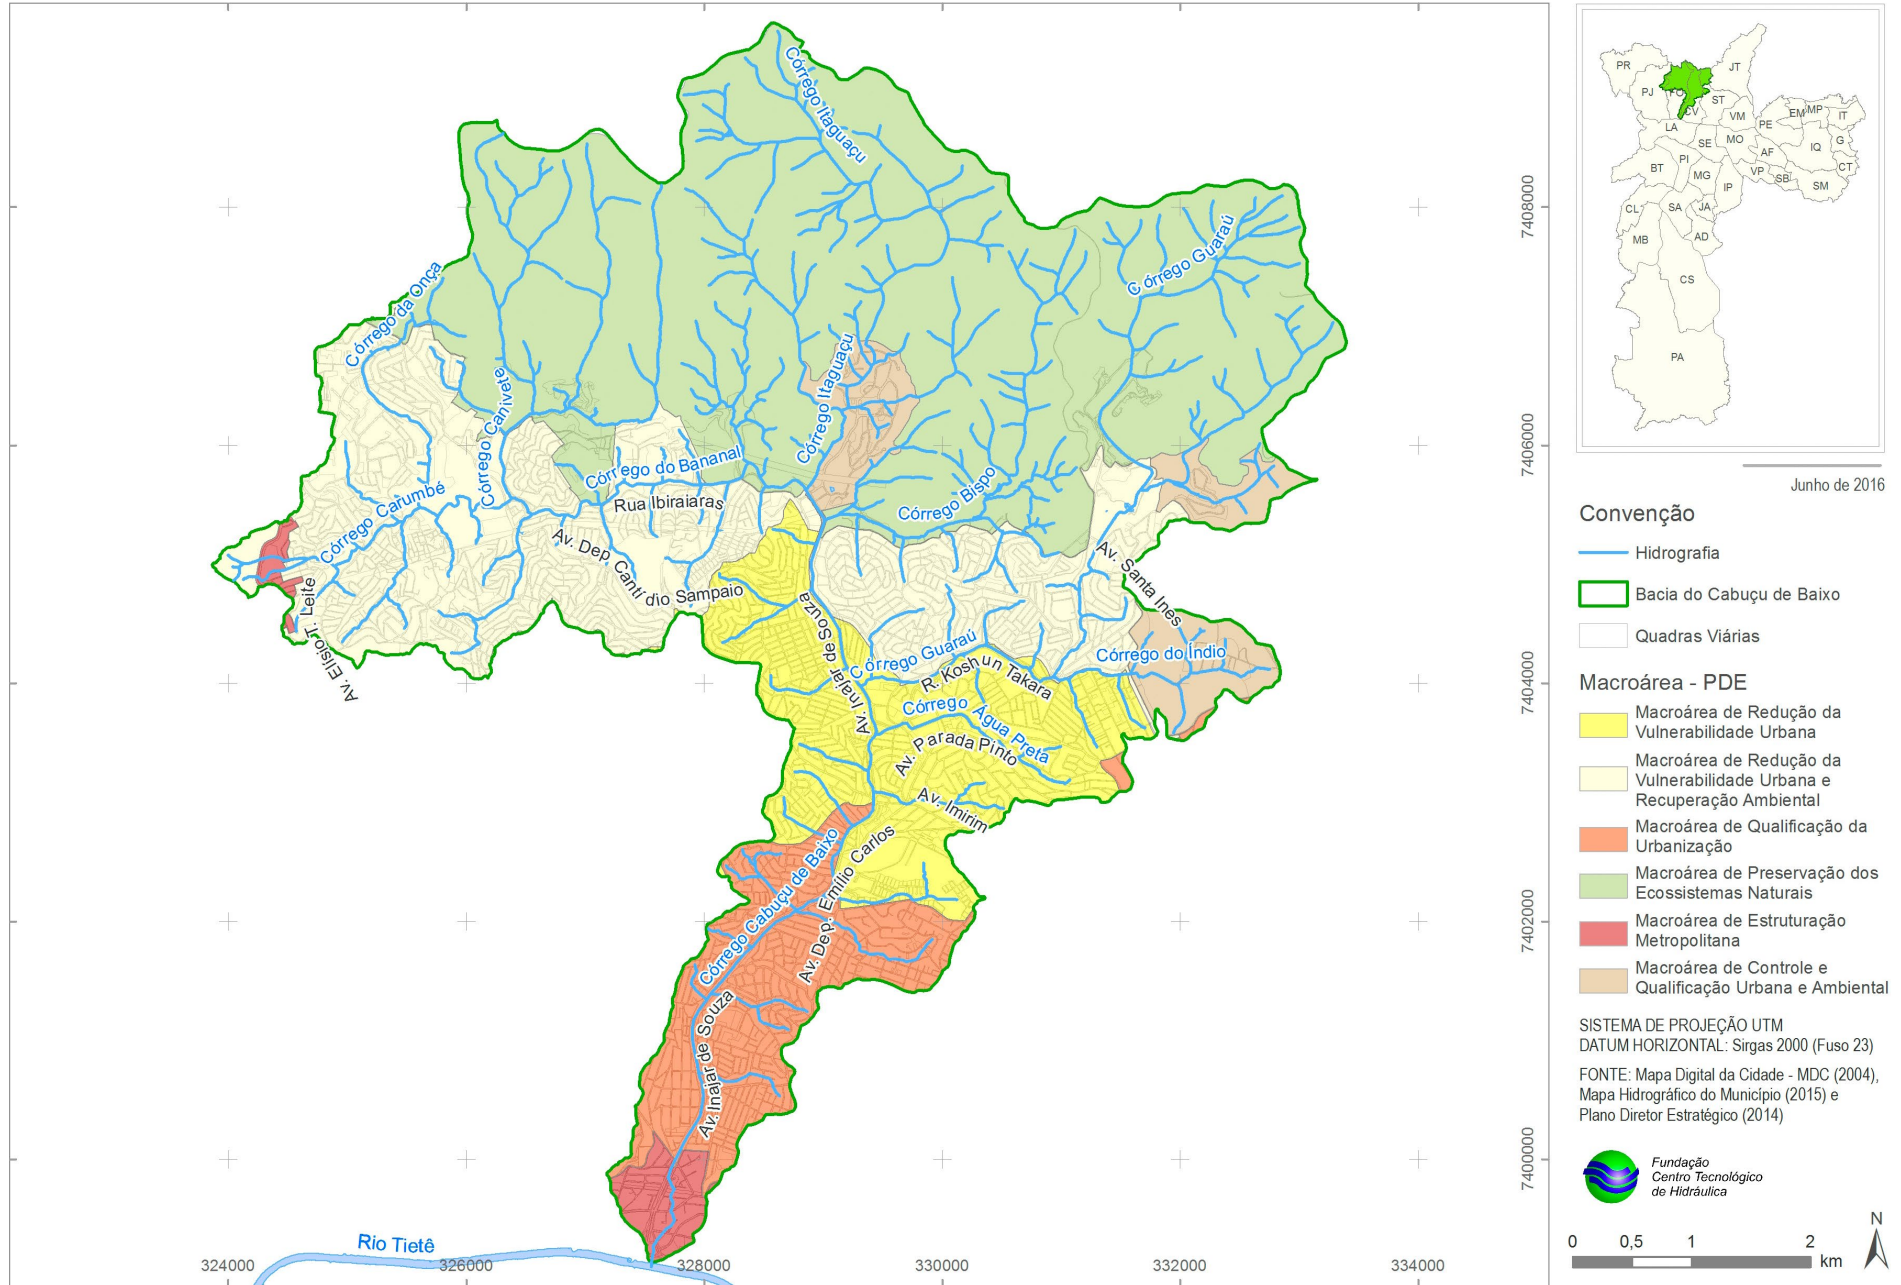 Córrego Itaguaçu
Córrego Guaraú
Córrego da Onça
Córrego Itaguaçu
Córrego Canivete
Córrego do Bananal
Córrego Bispo
Córrego Carumbé
Rua Ibiraiaras
Av. Dep. Cantídio Sampaio
Av. Santa Ines
Av. Elísio T. Leite
Av. Inajar de Souza
Córrego Guaraú
Córrego do Índio
R. Koshun Takara
Córrego Água Preta
Av. Parada Pinto
Av. Imirim
Av. Dep. Emílio Carlos
Córrego Cabuçu de Baixo
Av. Inajar de Souza
Rio Tietê
324000
326000
328000
330000
332000
334000
7408000
7406000
7404000
7402000
7400000
PR
JT
PJ
FO
ST
CV
VM
EM
MP
IT
PE
LA
SE
MO
AF
IQ
G
BT
PI
MG
IP
VP
SB
SM
CT
CL
SA
JA
MB
AD
CS
PA
Junho de 2016
Convenção
Hidrografia
Bacia do Cabuçu de Baixo
Quadras Viárias
Macroárea - PDE
Macroárea de Redução da
Vulnerabilidade Urbana
Macroárea de Redução da
Vulnerabilidade Urbana e
Recuperação Ambiental
Macroárea de Qualificação da
Urbanização
Macroárea de Preservação dos
Ecossistemas Naturais
Macroárea de Estruturação
Metropolitana
Macroárea de Controle e
Qualificação Urbana e Ambiental
SISTEMA DE PROJEÇÃO UTM
DATUM HORIZONTAL: Sirgas 2000 (Fuso 23)
FONTE: Mapa Digital da Cidade - MDC (2004),
Mapa Hidrográfico do Município (2015) e
Plano Diretor Estratégico (2014)
Fundação
Centro Tecnológico
de Hidráulica
N
0 0,5 1 2
km